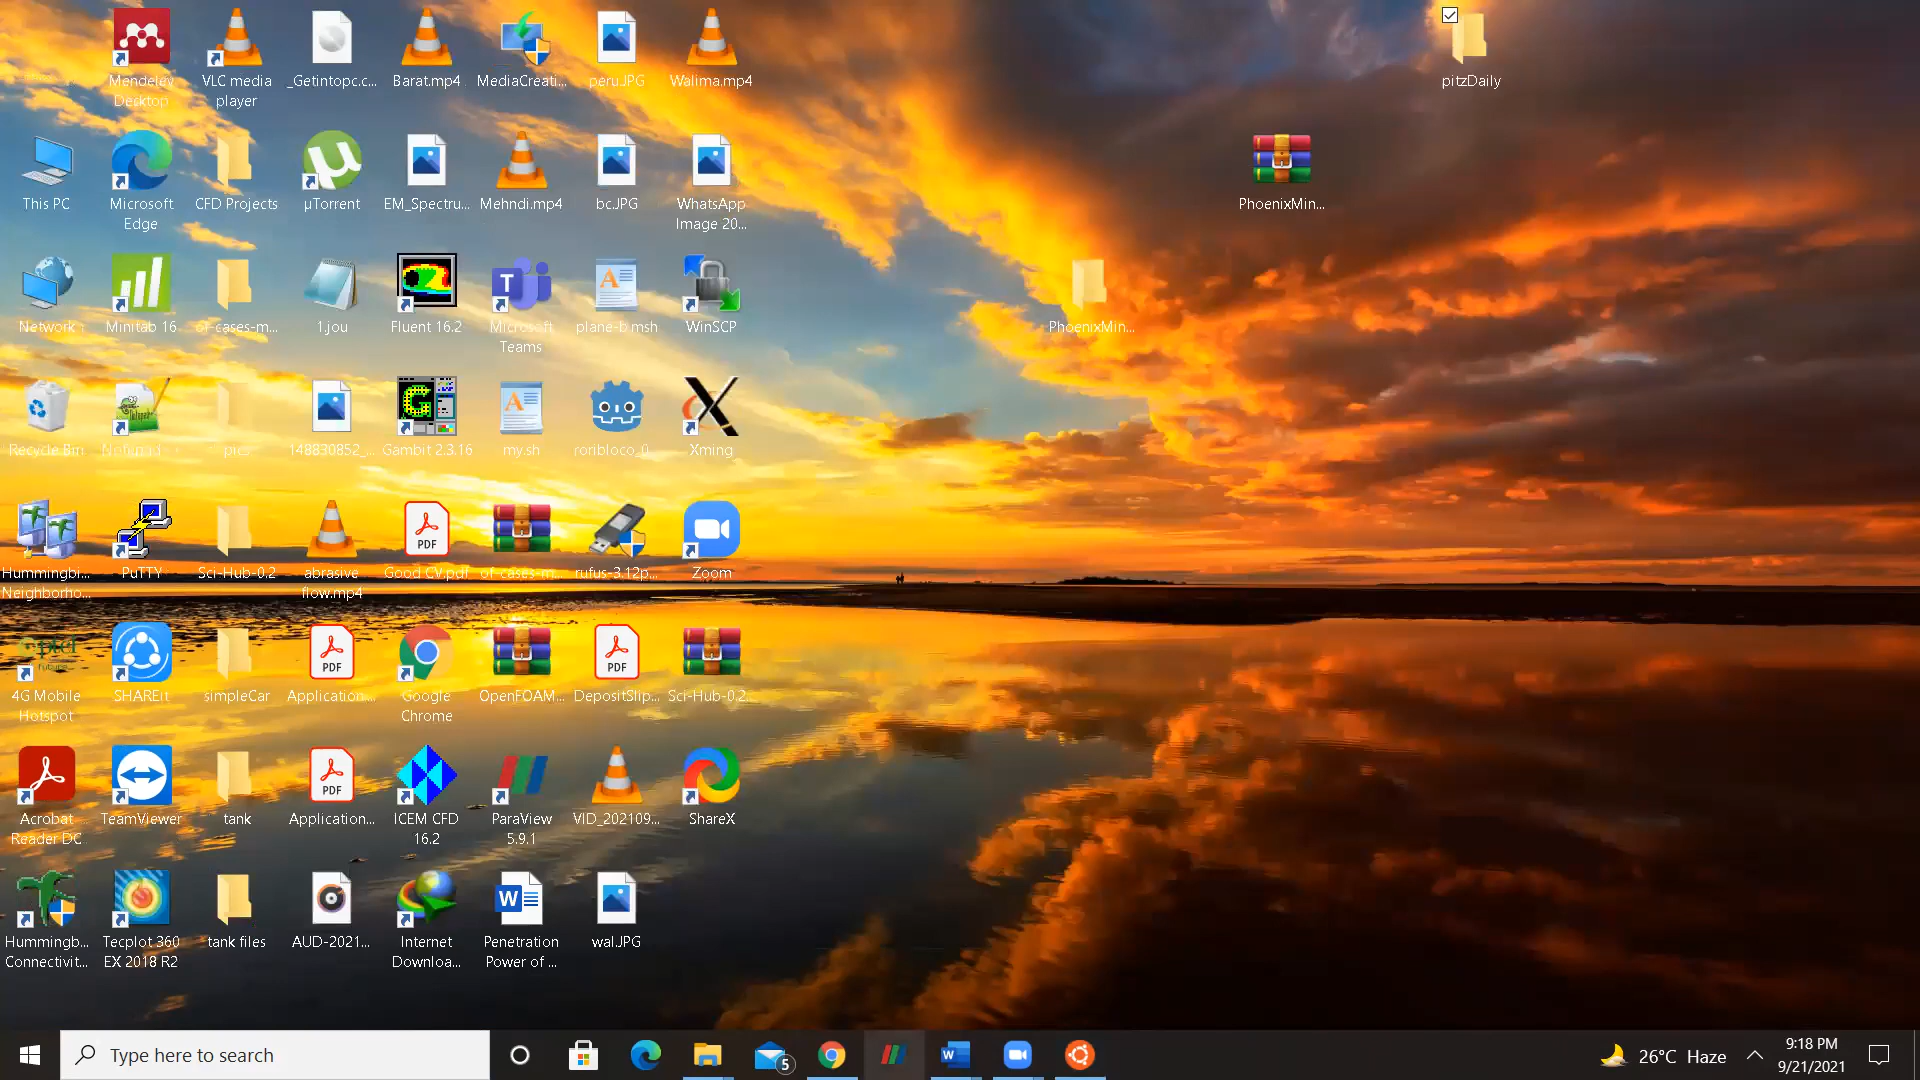 Mendeley
Desktop
VLC media
player
_Getintopc.c...
Barat.mp4
MediaCreati...
peru.JPG
Walima.mp4
pitzDaily
This PC
Microsoft
Edge
CFD Projects
µTorrent
EM_Spectru...
Mehndi.mp4
bc.JPG
WhatsApp
Image 20...
PhoenixMin...
Network
Minitab 16
of-cases-m...
1.jou
Fluent 16.2
Microsoft
Teams
plane-b.msh
WinSCP
PhoenixMin...
Recycle Bin
pics
148830852_...
Gambit 2.3.16
my.sh
roribloco_0...
Xming
Hummingbi...
Neighborho...
PuTTY
Sci-Hub-0.2
abrasive
flow.mp4
PDF
Good CV.pdf
of-cases-m...
rufus-3.12p...
Zoom
4G Mobile
Hotspot
SHAREit
simpleCar
PDF
Application...
Google
Chrome
OpenFOAM...
PDF
DepositSlip...
Sci-Hub-0.2...
Acrobat
Reader DC
TeamViewer
tank
PDF
Application...
ICEM CFD
16.2
ParaView
5.9.1
VID_202109...
ShareX
Hummingb...
Connectivit...
Tecplot 360
EX 2018 R2
tank files
AUD-2021...
Internet
Downloa...
Penetration
Power of ...
wal.JPG
Type here to search
5
26°C Haze
9:18 PM
9/21/2021